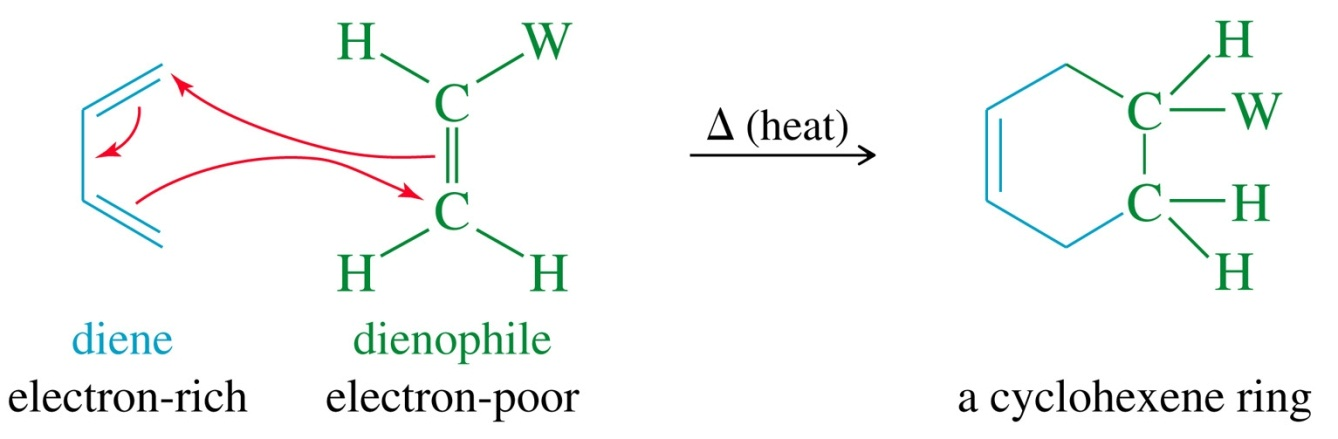 H W
C
C
H H
Δ (heat)
H
C W
C H
H
diene dienophile
electron-rich electron-poor a cyclohexene ring